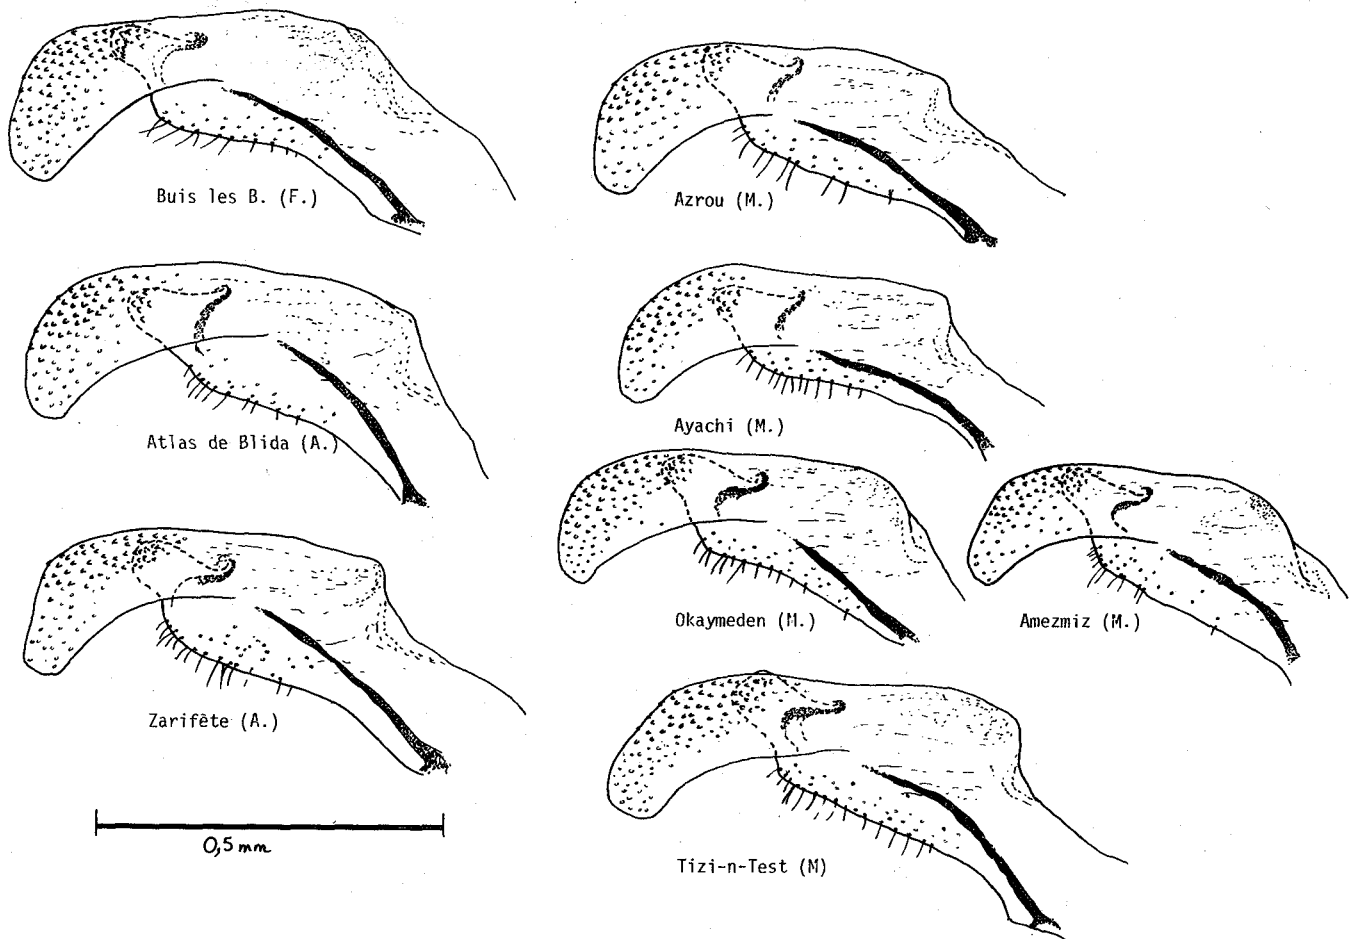 Buis les B. (F.)
Azrou (M.)
Atlas de Blida (A.)
Ayachi (M.)
Okaymeden (M.)
Amezmiz (M.)
Zarifête (A.)
0,5 mm
Tizi-n-Test (M)